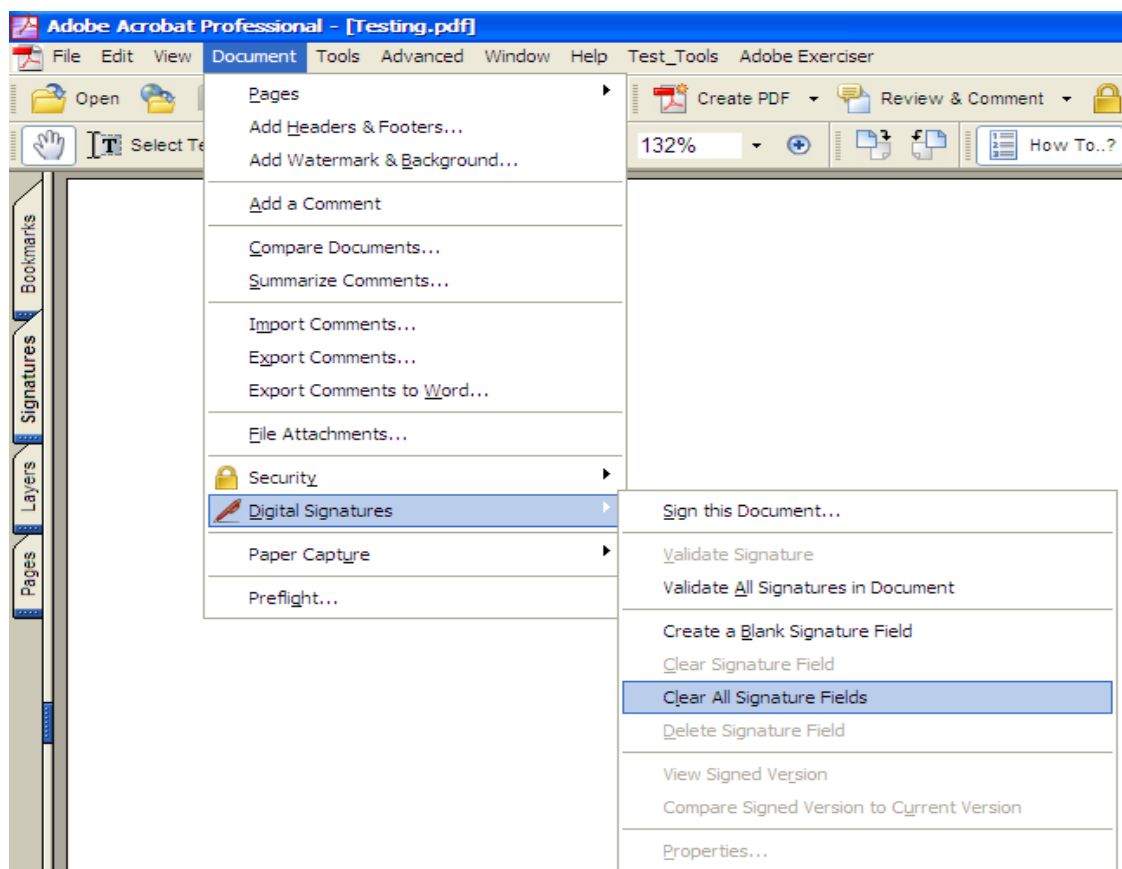 Adobe Acrobat Professional - [Testing.pdf]
File Edit View Document Tools Advanced Window Help Test_Tools Adobe Exerciser
Open Create PDF Review & Comment
Select Te 132% How To..?
Pages
Add Headers & Footers...
Add Watermark & Background...
Add a Comment
Compare Documents...
Summarize Comments...
Import Comments...
Export Comments...
Export Comments to Word...
File Attachments...
Security
Digital Signatures
Paper Capture
Preflight...
Sign this Document...
Validate Signature
Validate All Signatures in Document
Create a Blank Signature Field
Clear Signature Field
Clear All Signature Fields
Delete Signature Field
View Signed Version
Compare Signed Version to Current Version
Properties...
Bookmarks
Signatures
Layers
Pages